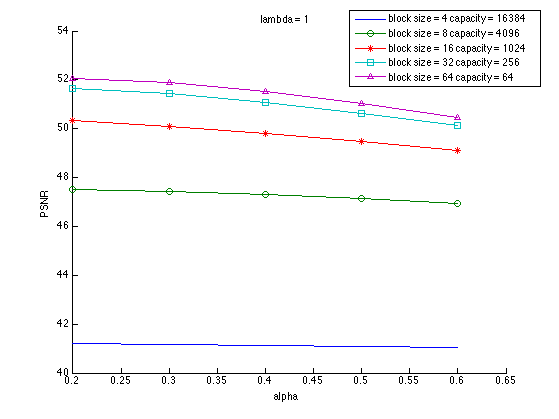 lambda = 1
block size = 4 capacity = 16384
block size = 8 capacity = 4096
block size = 16 capacity = 1024
block size = 32 capacity = 256
block size = 64 capacity = 64
54
52
50
48
46
44
42
40
PSNR
0.2 0.25 0.3 0.35 0.4 0.45 0.5 0.55 0.6 0.65
alpha